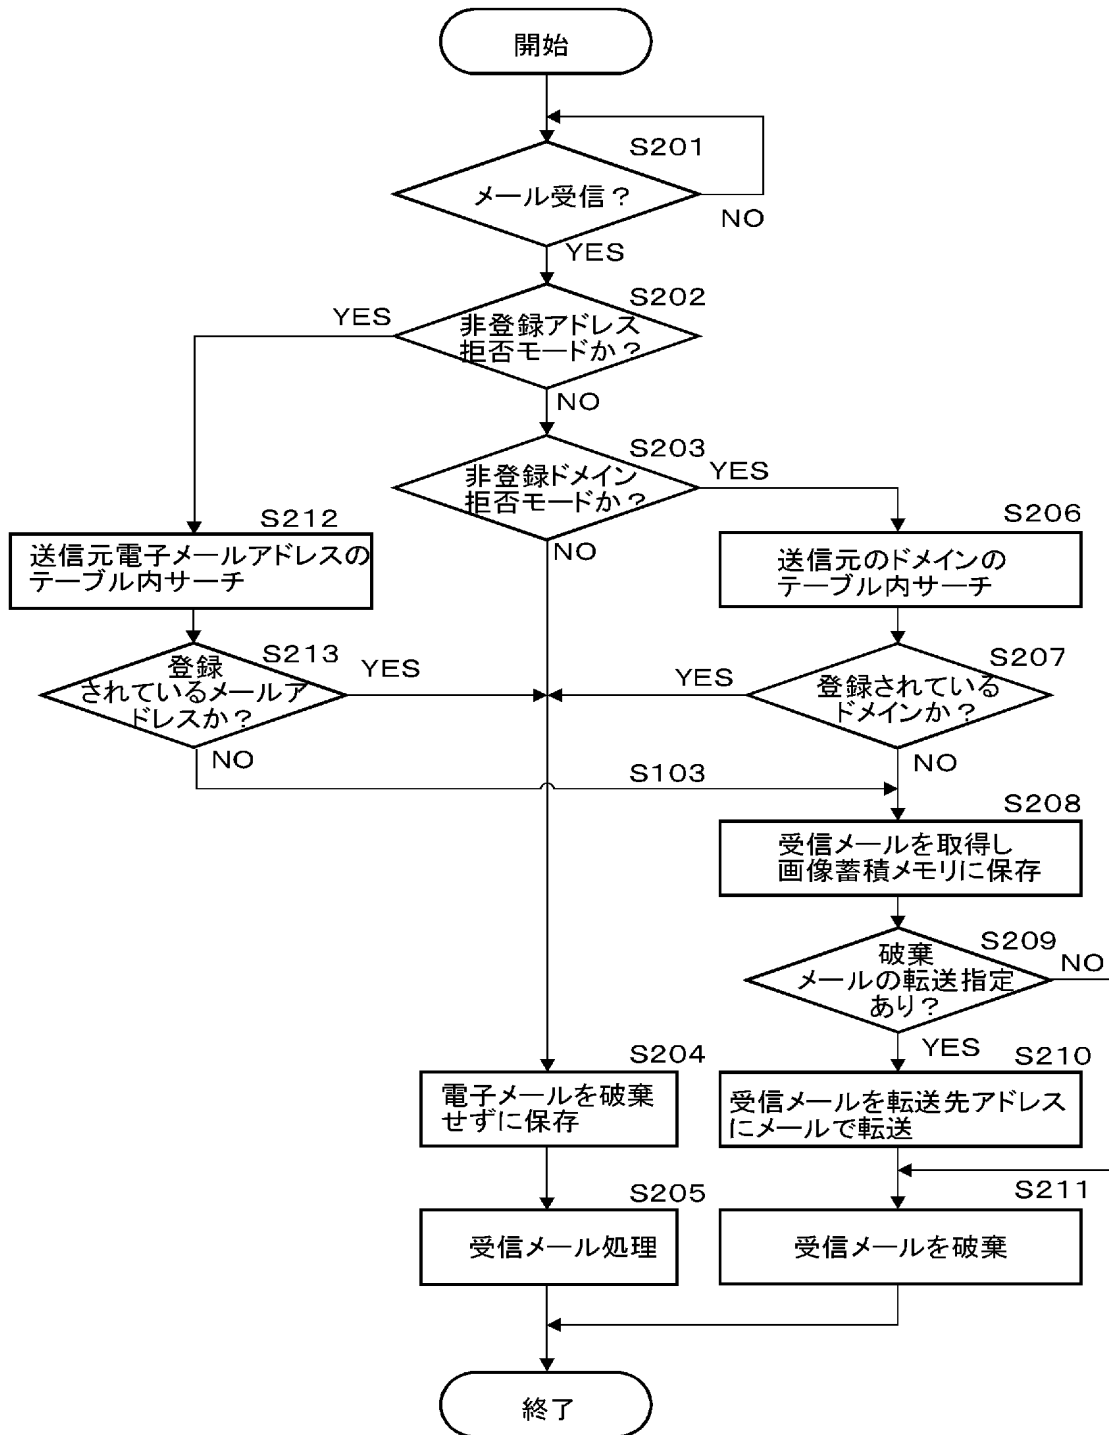 開始
S201
メール受信？
NO
YES
S202
YES
非登録アドレス
拒否モードか？
NO
S203
YES
非登録ドメイン
拒否モードか？
NO
S212
送信元電子メールアドレスの
テーブル内サーチ
S206
送信元のドメインの
テーブル内サーチ
S213
登録
されているメールア
ドレスか？
YES
NO
S207
YES
登録されている
ドメインか？
NO
S103
S208
受信メールを取得し
画像蓄積メモリに保存
S209
破棄
メールの転送指定
あり？
NO
YES
S204
電子メールを破棄
せずに保存
S210
受信メールを転送先アドレス
にメールで転送
S205
受信メール処理
S211
受信メールを破棄
終了